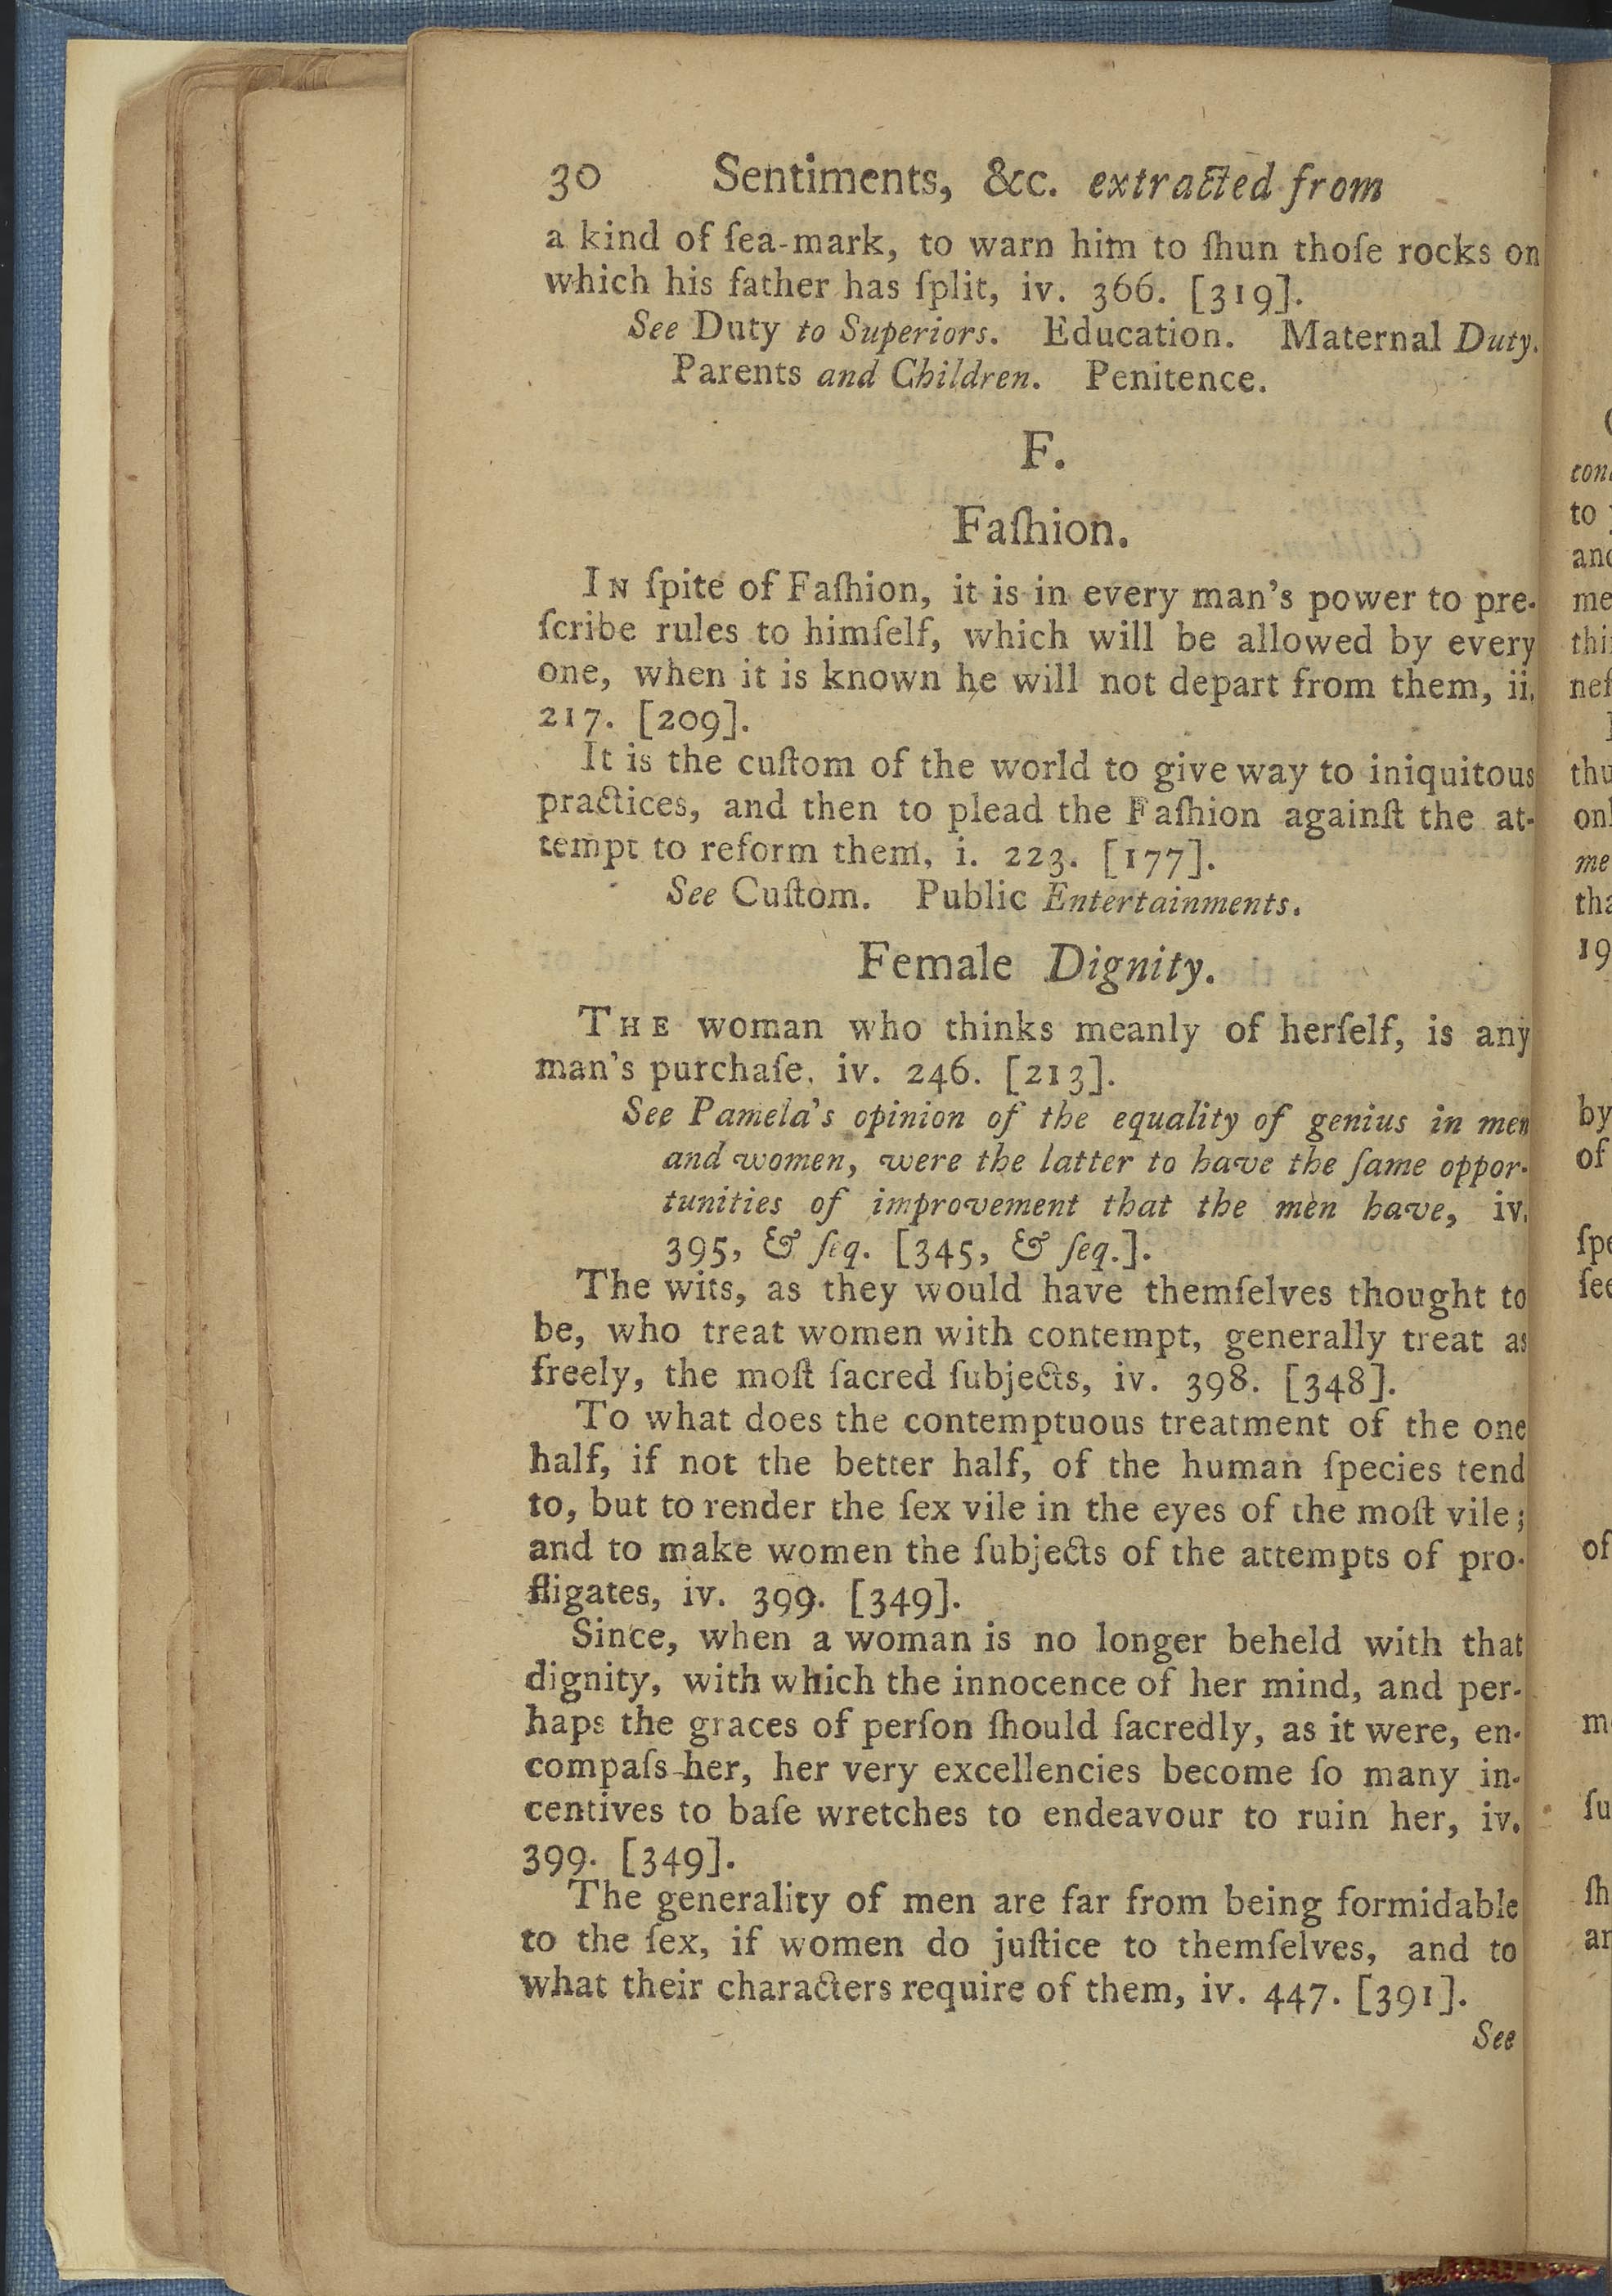 30 Sentiments, &c. extracted from
a kind of ſea-mark, to warn him to ſhun thoſe rocks on
which his father has ſplit, iv. 366. [319].
See Duty to Superiors. Education. Maternal Duty.
Parents and Children. Penitence.
F.
Faſhion.
IN ſpite of Faſhion, it is in every man's power to pre-
ſcribe rules to himſelf, which will be allowed by every
one, when it is known he will not depart from them, ii.
217. [209].
It is the cuſtom of the world to give way to iniquitous
practices, and then to plead the Faſhion againſt the at-
tempt to reform them, i. 223. [177].
See Cuſtom. Public Entertainments.
Female Dignity.
THE woman who thinks meanly of herſelf, is any
man's purchaſe, iv. 246. [213].
See Pamela's opinion of the equality of genius in men
and women, were the latter to have the ſame oppor-
tunities of improvement that the men have, iv.
395, & ſeq. [345, & ſeq.].
The wits, as they would have themſelves thought to
be, who treat women with contempt, generally treat as
freely, the moſt ſacred ſubjects, iv. 398. [348].
To what does the contemptuous treatment of the one
half, if not the better half, of the human ſpecies tend
to, but to render the ſex vile in the eyes of the moſt vile;
and to make women the ſubjects of the attempts of pro-
fligates, iv. 399. [349].
Since, when a woman is no longer beheld with that
dignity, with which the innocence of her mind, and per-
haps the graces of perſon ſhould ſacredly, as it were, en-
compaſs her, her very excellencies become ſo many in-
centives to baſe wretches to endeavour to ruin her, iv.
399. [349].
The generality of men are far from being formidable
to the ſex, if women do juſtice to themſelves, and to
what their characters require of them, iv. 447. [391].
See